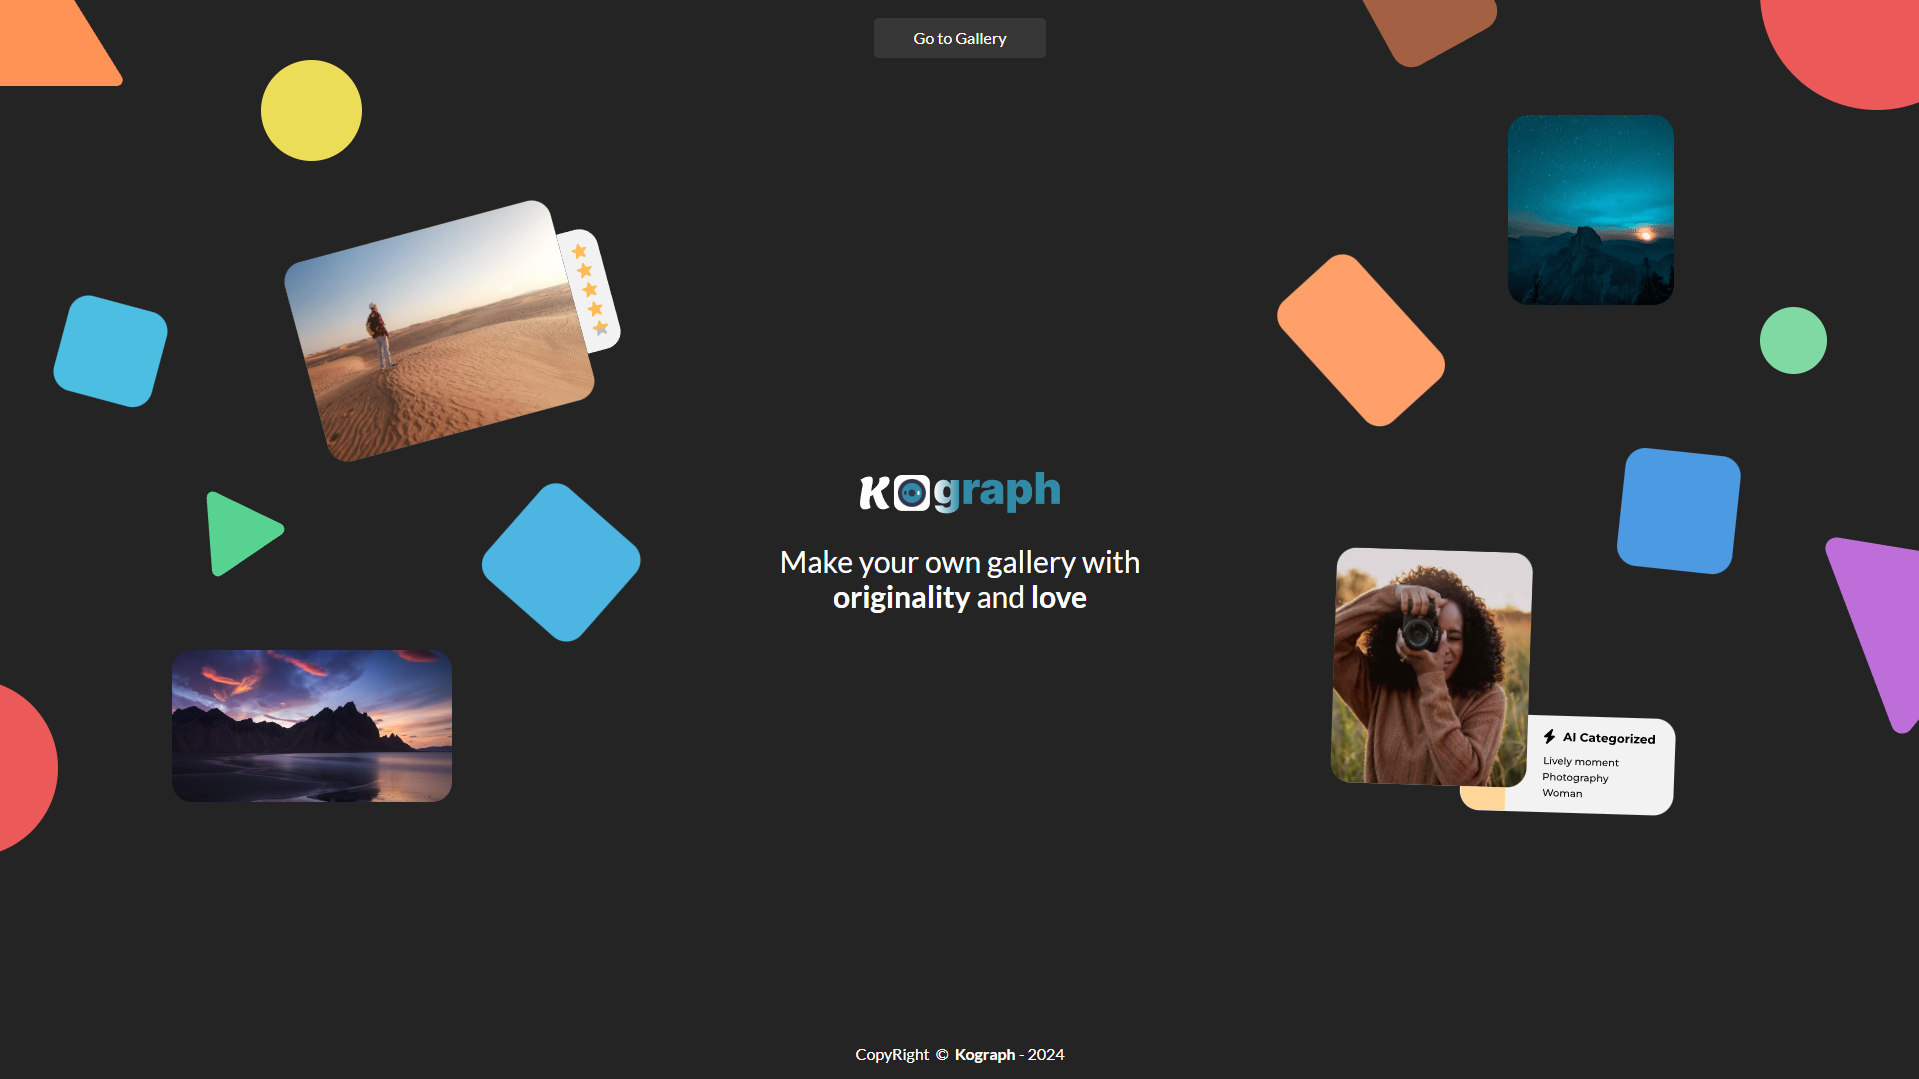 Go to Gallery
Kograph
Make your own gallery with
originality and love
AI Categorized
Lively moment
Photography
Woman
CopyRight © Kograph - 2024